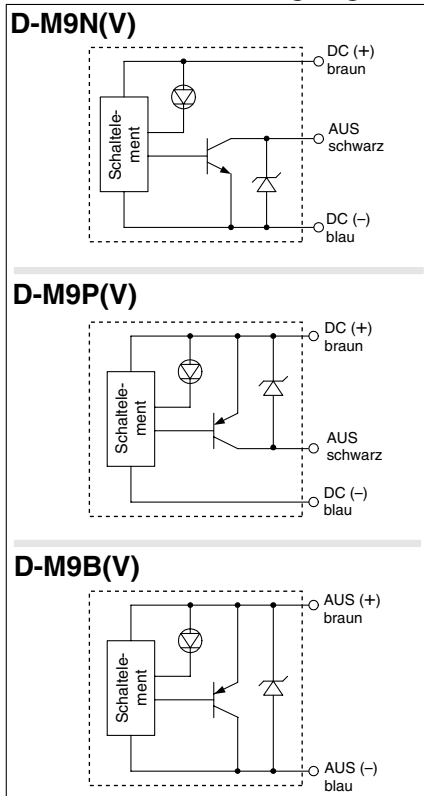 D-M9N(V)
DC (+)
braun
Schaltele-
ment
AUS
schwarz
DC (–)
blau
D-M9P(V)
DC (+)
braun
Schaltele-
ment
AUS
schwarz
DC (–)
blau
D-M9B(V)
AUS (+)
braun
Schaltele-
ment
AUS (–)
blau